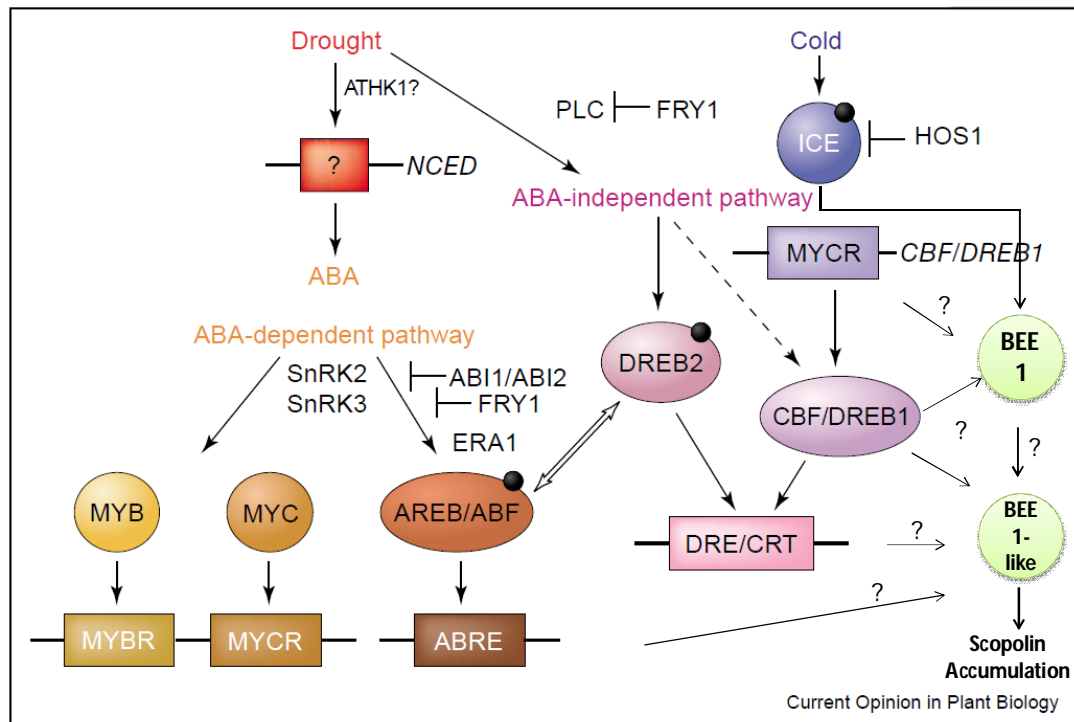 Drought
Cold
ATHK1?
PLC
FRY1
ICE
HOS1
?
NCED
ABA-independent pathway
MYCR
CBF/DREB1
ABA
?
ABA-dependent pathway
BEE
1
DREB2
SnRK2
ABI1/ABI2
SnRK3
FRY1
CBF/DREB1
?
ERA1
?
MYB
MYC
AREB/ABF
BEE
1-
like
DRE/CRT
?
?
MYBR
MYCR
ABRE
Scopolin
Accumulation
Current Opinion in Plant Biology